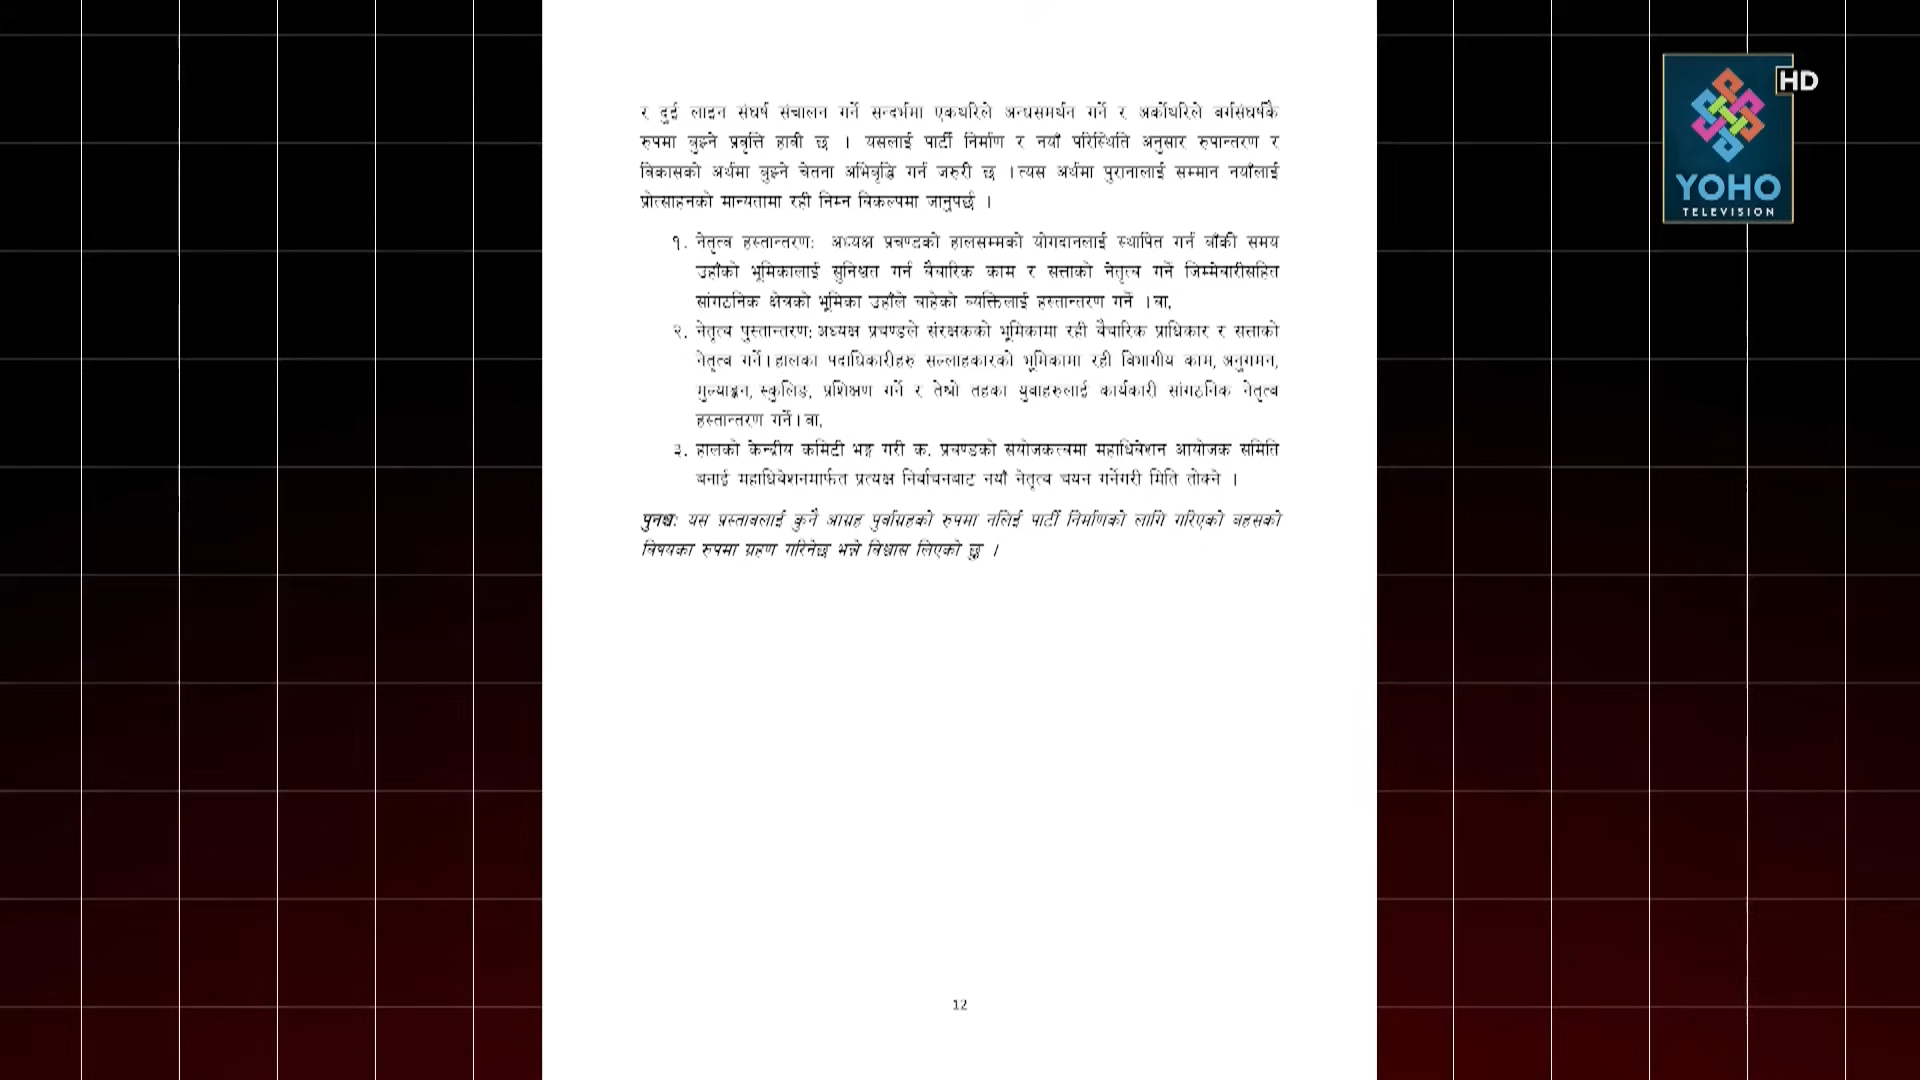 र दुई लाइन संघर्ष संचालन गर्ने सन्दर्भमा एकथरिले अन्धसमर्थन गर्ने र अर्कोथरिले वर्गसंघर्षकै
रुपमा बुझ्ने प्रवृत्ति हावी छ । यसलाई पार्टी निर्माण र नयाँ परिस्थिति अनुसार रुपान्तरण र
विकासको अर्थमा बुझ्ने चेतना अभिवृद्धि गर्न जरुरी छ । त्यस अर्थमा पुरानालाई सम्मान नयाँलाई
प्रोत्साहनको मान्यतामा रही निम्न विकल्पमा जानुपर्छ ।
१. नेतृत्व हस्तान्तरण: अध्यक्ष प्रचण्डको हालसम्मको योगदानलाई स्थापित गर्न बाँकी समय
उहाँको भूमिकालाई सुनिश्चत गर्न बैचारिक काम र सत्ताको नेतृत्व गर्ने जिम्मेबारीसहित
सांगठनिक क्षेत्रको भूमिका उहाँले चाहेको व्यक्तिलाई हस्तान्तरण गर्ने । वा,
२. नेतृत्व पुस्तान्तरण: अध्यक्ष प्रचण्डले संरक्षकको भूमिकामा रही बैचारिक प्राधिकार र सत्ताको
नेतृत्व गर्ने। हालका पदाधिकारीहरु सल्लाहकारको भूमिकामा रही विभागीय काम, अनुगमन,
मुल्याङ्कन, स्कुलिङ, प्रशिक्षण गर्ने र तेश्रो तहका युवाहरुलाई कार्यकारी सांगठनिक नेतृत्व
हस्तान्तरण गर्ने। वा,
३. हालको केन्द्रीय कमिटी भङ्ग गरी क. प्रचण्डको संयोजकत्वमा महाधिबेशन आयोजक समिति
बनाई महाधिबेशनमार्फत प्रत्यक्ष निर्वाचनबाट नयाँ नेतृत्व चयन गर्नेगरी मिति तोक्ने ।
पुनश्च: यस प्रस्तावलाई कुनै आग्रह पुर्वाग्रहको रुपमा नलिई पार्टी निर्माणको लागि गरिएको बहसको
विषयका रुपमा ग्रहण गरिनेछ भन्ने विश्वास लिएको छु ।
12
HD
YOHO
TELEVISION